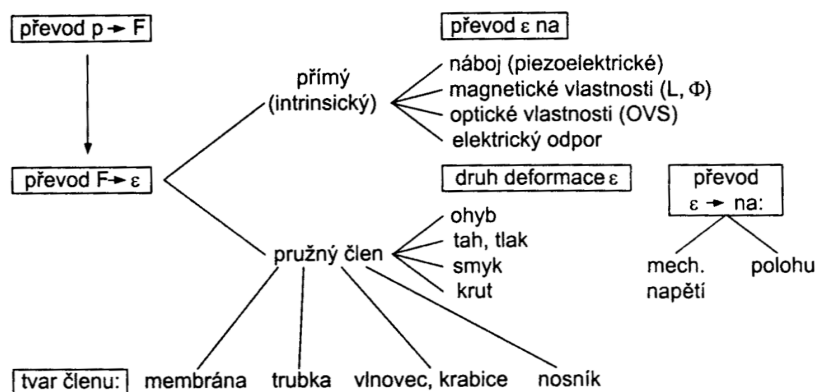 převod p → F
převod ε na
přímý
(intrinsický)
náboj (piezoelektrické)
magnetické vlastnosti (L, Φ)
optické vlastnosti (OVS)
elektrický odpor
převod F → ε
druh deformace ε
převod
ε → na:
ohyb
tah, tlak
smyk
krut
pružný člen
mech.
napětí
polohu
tvar členu:
membrána
trubka
vlnovec, krabice
nosník